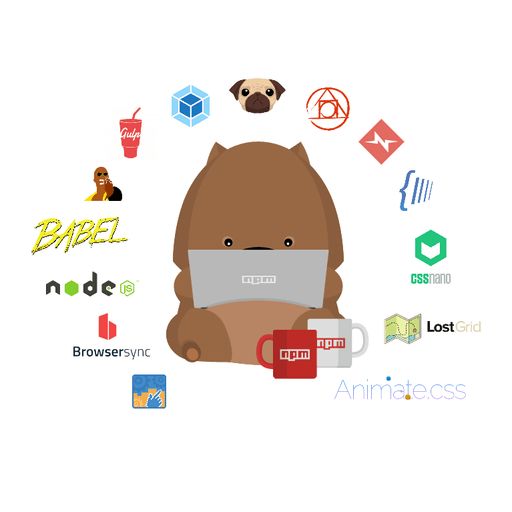 Gulp
BABEL
node
JS
npm
cssnano
LostGrid
Browsersync
npm
npm
Animate.css